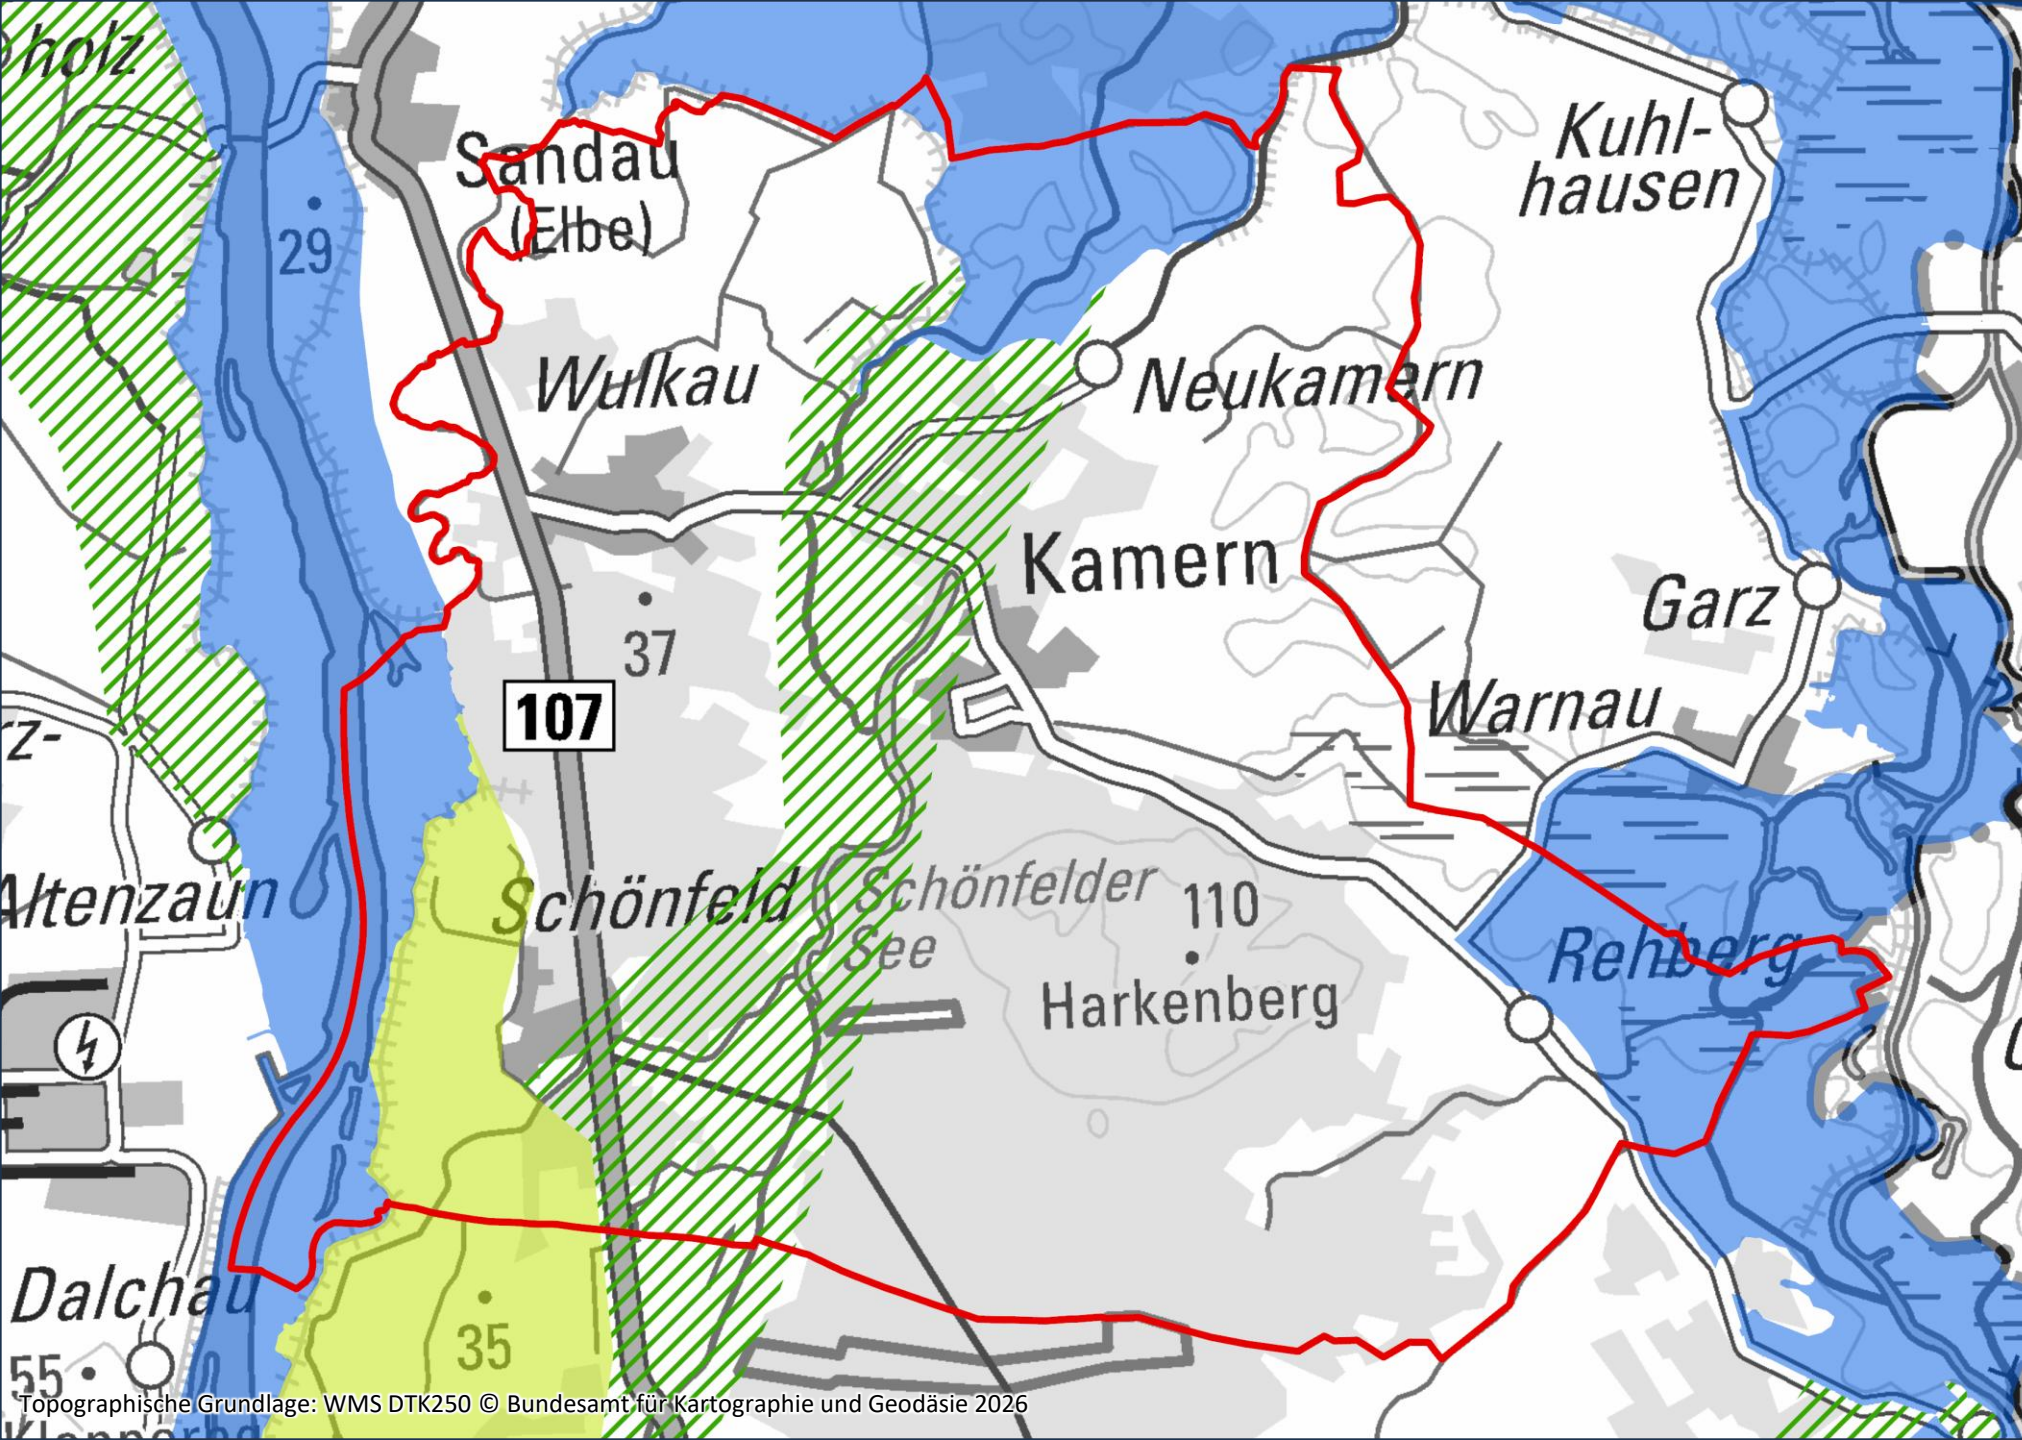 holz
Sandau
(Elbe)
29
Kuhl-
hausen
Wulkau
Neukamern
Kamern
Garz
37
107
Warnau
rz-
Altenzaun
Schönfeld
Schönfelder
See
110
Harkenberg
Rehberg
Dalchau
35
55
Topographische Grundlage: WMS DTK250 © Bundesamt für Kartographie und Geodäsie 2026